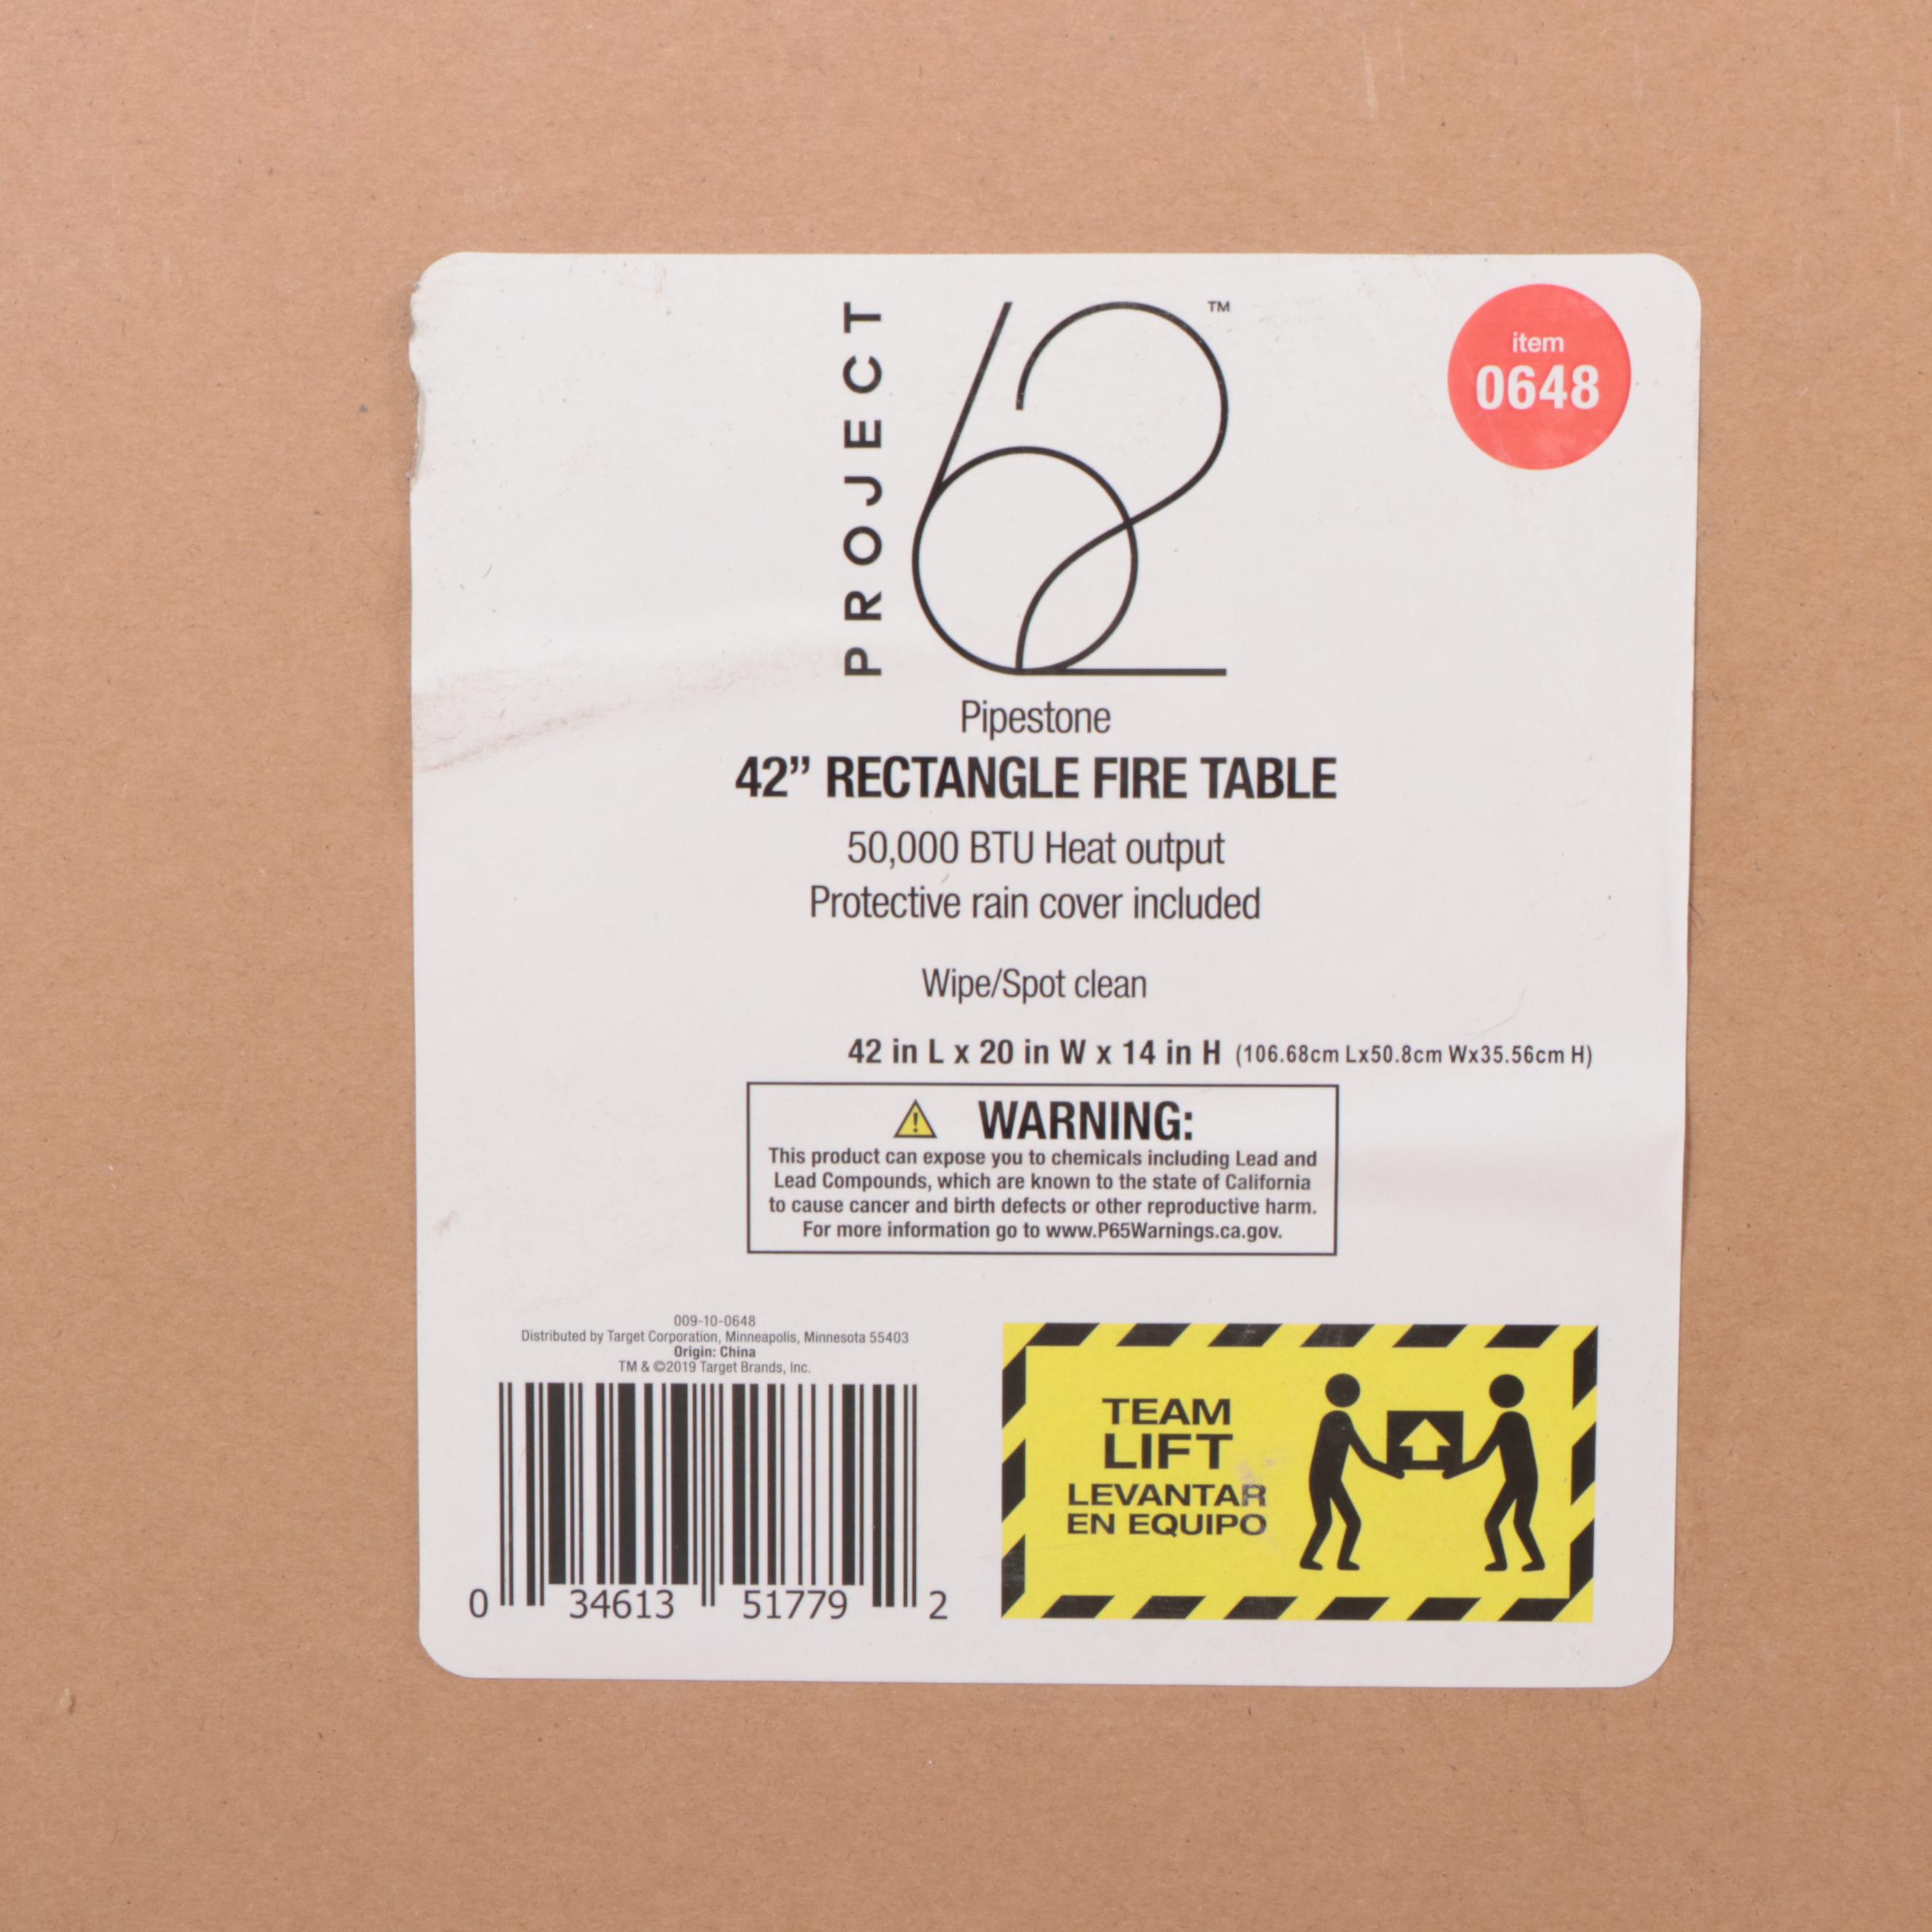 PROJECT
62™
item
0648
Pipestone
42” RECTANGLE FIRE TABLE
50,000 BTU Heat output
Protective rain cover included
Wipe/Spot clean
42 in L x 20 in W x 14 in H (106.68cm Lx50.8cm Wx35.56cm H)
! WARNING:
This product can expose you to chemicals including Lead and
Lead Compounds, which are known to the state of California
to cause cancer and birth defects or other reproductive harm.
For more information go to www.P65Warnings.ca.gov.
009-10-0648
Distributed by Target Corporation, Minneapolis, Minnesota 55403
Origin: China
TM & ©2019 Target Brands, Inc.
0 34613 51779 2
TEAM
LIFT
LEVANTAR
EN EQUIPO